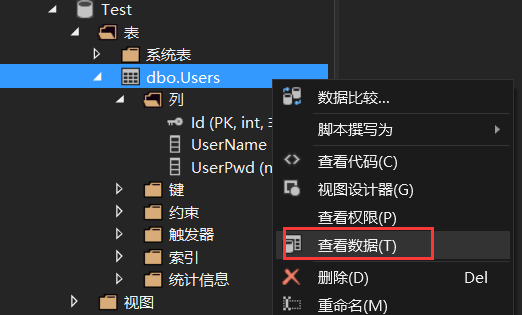 Test
表
系统表
dbo.Users
列
Id (PK, int,
UserName
UserPwd (n
键
约束
触发器
索引
统计信息
视图
数据比较...
脚本撰写为
查看代码(C)
视图设计器(G)
查看权限(P)
查看数据(T)
删除(D) Del
重命名(M)